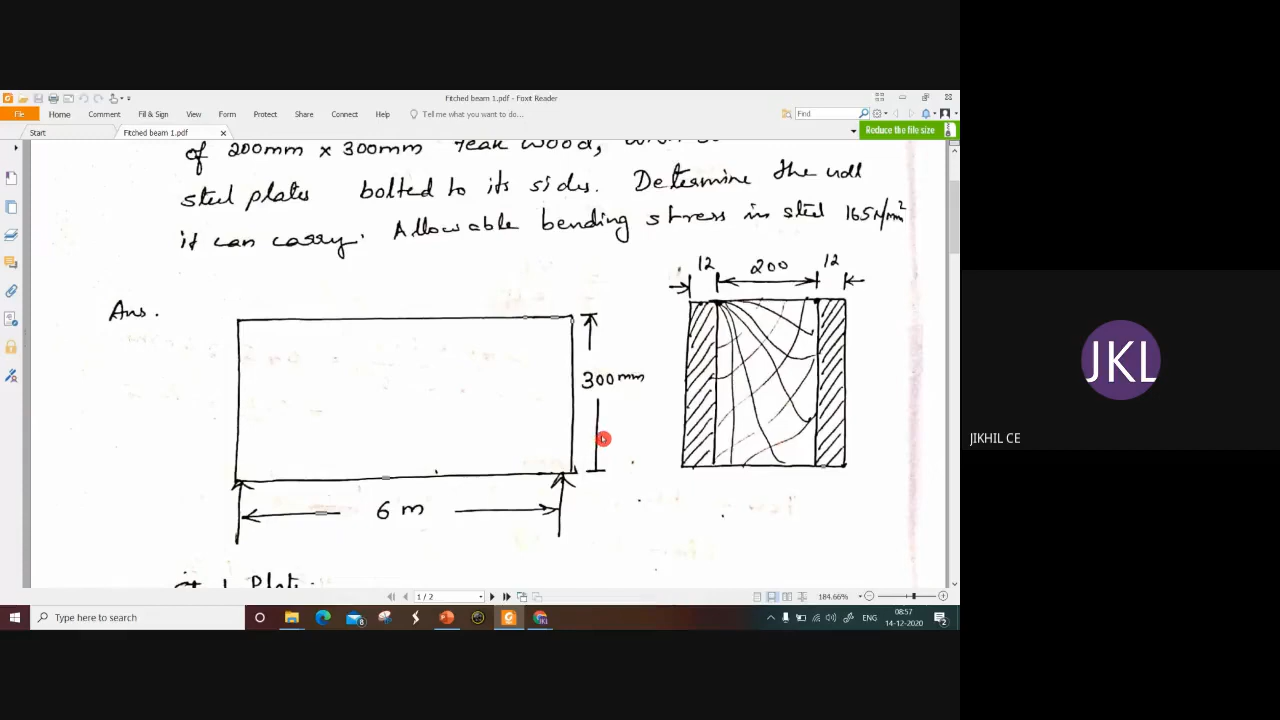 Fitched beam 1.pdf - Foxit Reader
File Home Comment Fill & Sign View Form Protect Share Connect Help Tell me what you want to do... Find
Start Fitched beam 1.pdf Reduce the file size
of 200mm x 300mm Teak wood,
steel plates bolted to its sides. Determine the udl
it can carry. Allowable bending stress in steel 165N/mm²
12 200 12
Ans.
300mm
6 m
Plate
JKL
JIKHIL CE
1 / 2 184.66%
Type here to search ENG 08:57
14-12-2020